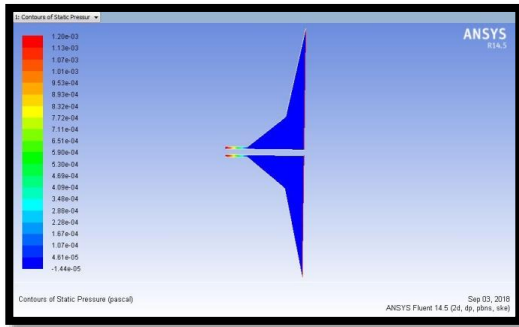 1: Contours of Static Pressur
ANSYS
R14.5
1.20e-03
1.13e-03
1.07e-03
1.01e-03
9.53e-04
8.93e-04
8.32e-04
7.72e-04
7.11e-04
6.51e-04
5.90e-04
5.30e-04
4.69e-04
4.09e-04
3.48e-04
2.88e-04
2.28e-04
1.67e-04
1.07e-04
4.61e-05
-1.44e-05
Contours of Static Pressure (pascal)
Sep 03, 2018
ANSYS Fluent 14.5 (2d, dp, pbns, ske)